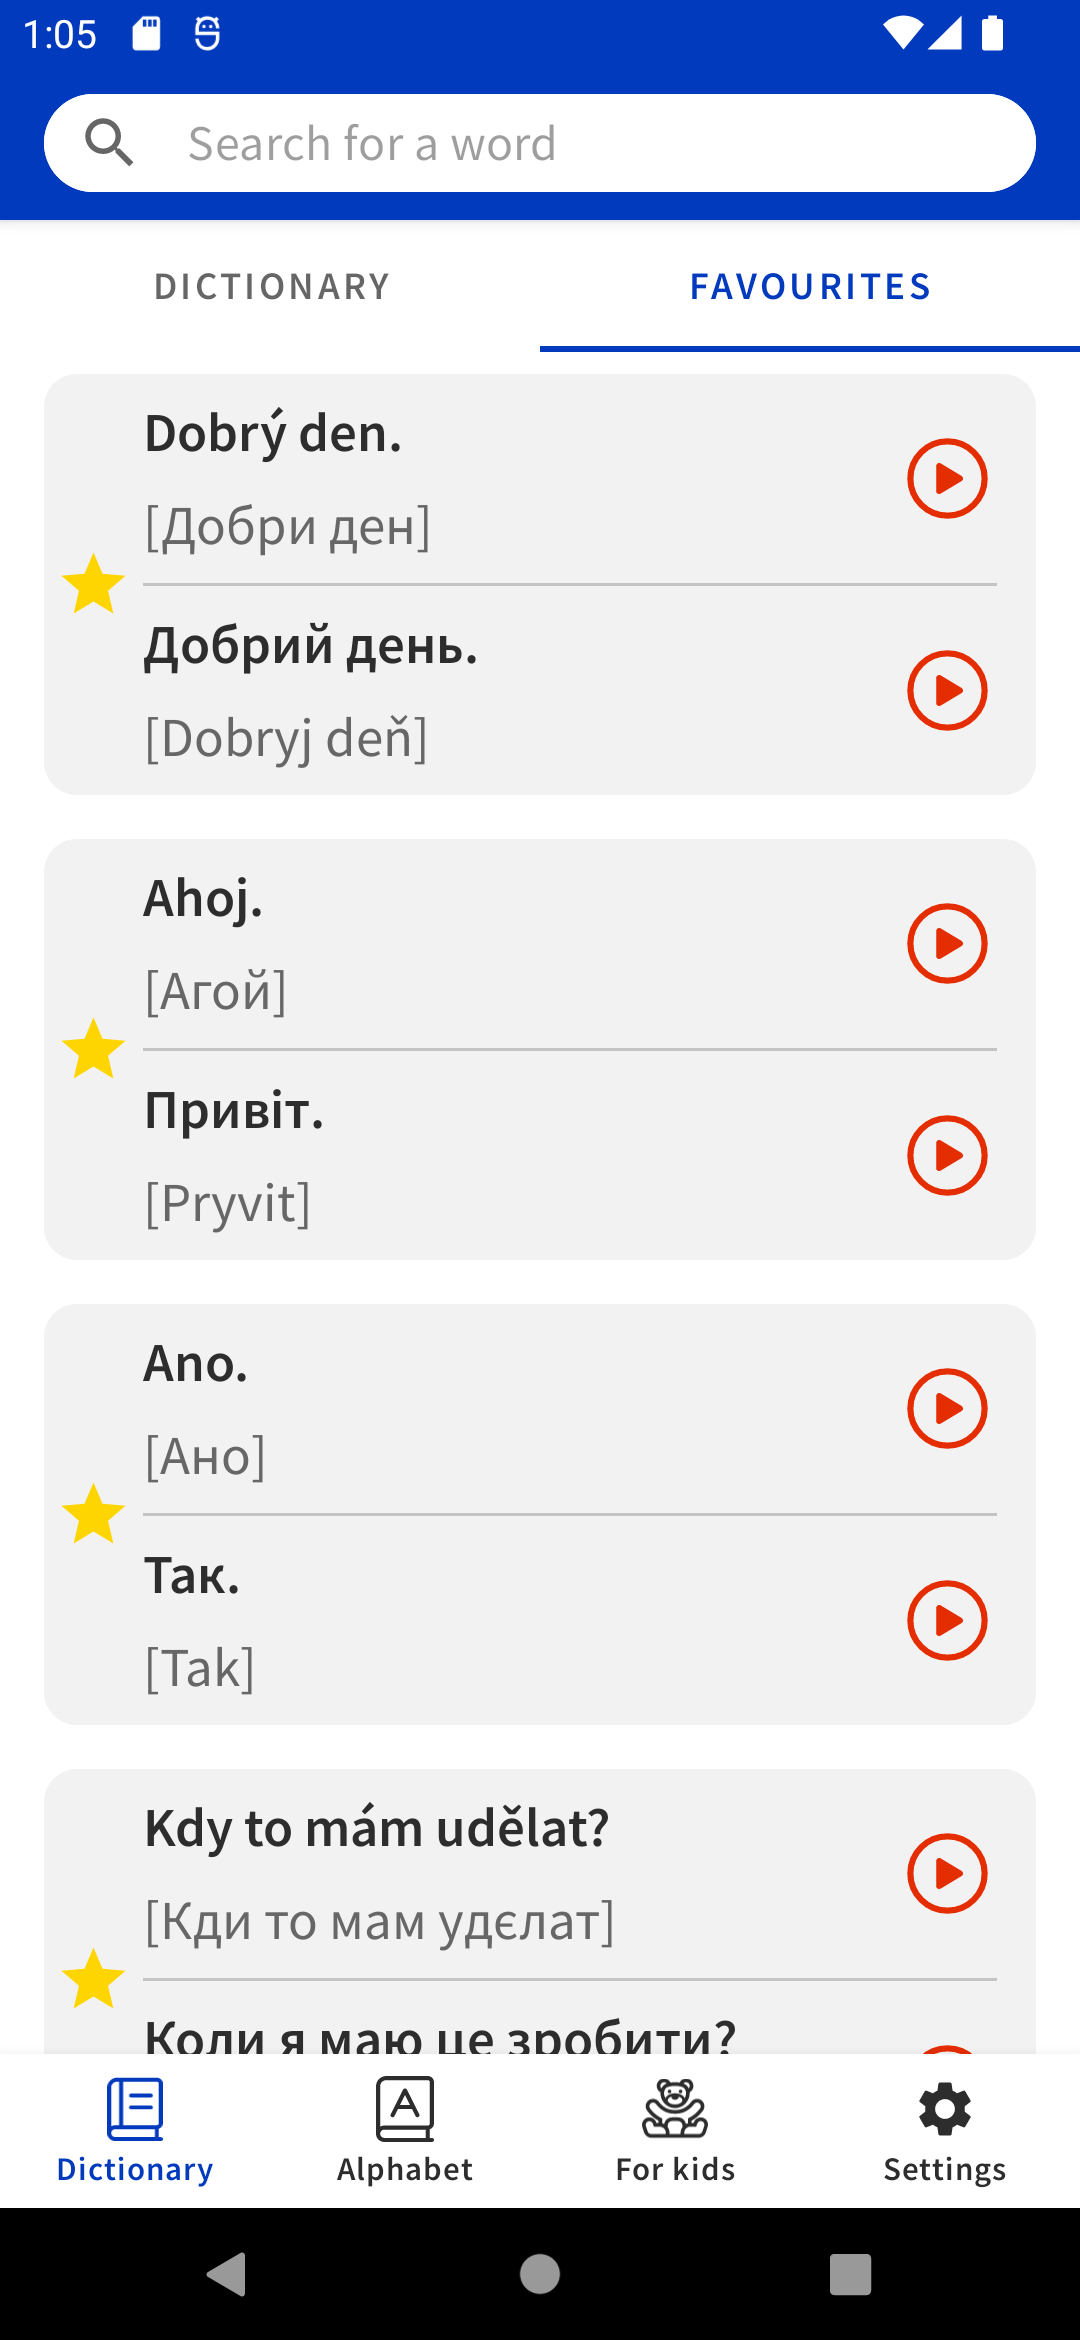 1:05
Search for a word
DICTIONARY
FAVOURITES
Dobrý den.
[Добри ден]
Добрий день.
[Dobryj deň]
Ahoj.
[Агой]
Привіт.
[Pryvit]
Ano.
[Ано]
Так.
[Tak]
Kdy to mám udělat?
[Кди то мам удєлат]
Коли я маю це зробити?
Dictionary
Alphabet
For kids
Settings